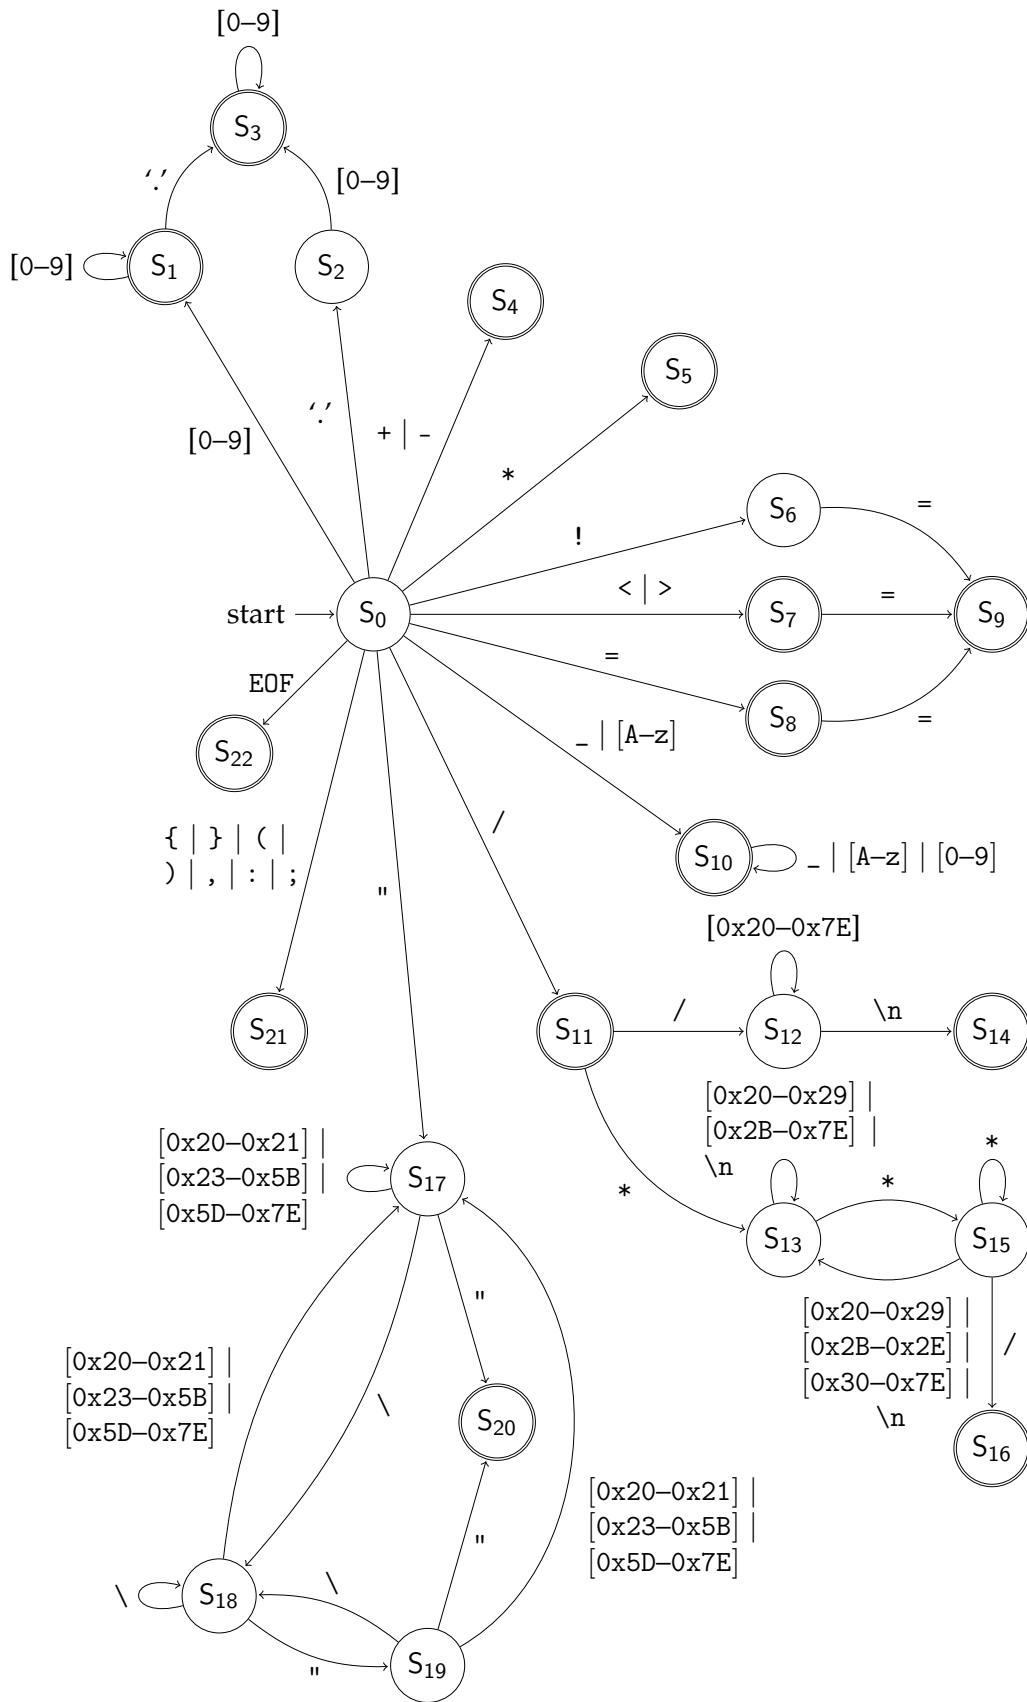 [0–9]
S3
‘.’
[0–9]
[0–9]
S1
S2
S4
S5
‘.’
+ | -
[0–9]
*
S6
=
!
< | >
=
start
S0
S7
S9
=
EOF
S8
=
_ | [A–z]
S22
{ | } | ( |
) | , | : | ;
/
S10
_ | [A–z] | [0–9]
"
[0x20–0x7E]
S21
S11
/
S12
\n
S14
[0x20–0x29] |
[0x2B–0x7E] |
\n
[0x20–0x21] |
[0x23–0x5B] |
[0x5D–0x7E]
S17
*
*
*
S13
S15
"
[0x20–0x29] |
[0x2B–0x2E] |
[0x30–0x7E] |
\n
/
[0x20–0x21] |
[0x23–0x5B] |
[0x5D–0x7E]
\
S20
S16
[0x20–0x21] |
[0x23–0x5B] |
[0x5D–0x7E]
"
\
\
S18
"
S19